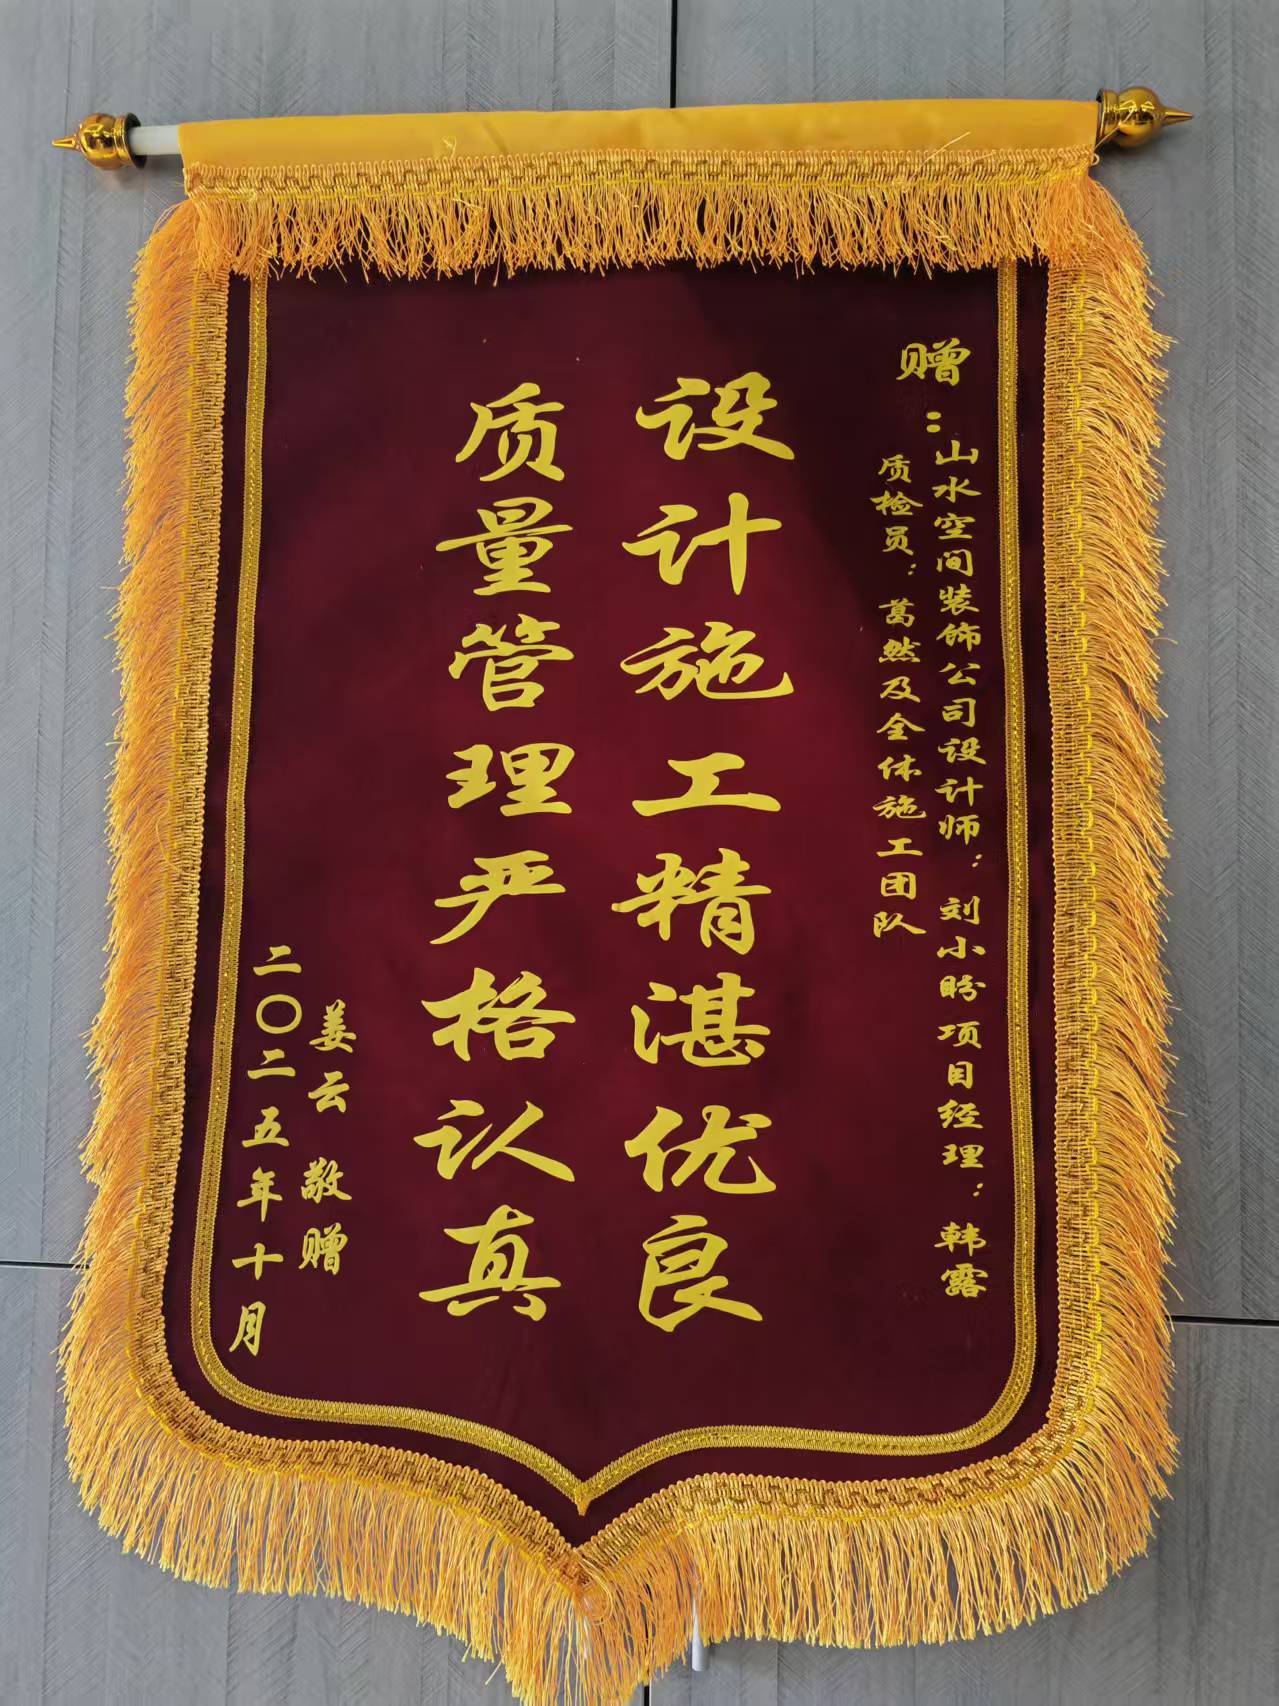 赠：山水空间装饰公司设计师：刘小盼 项目经理：韩露
质检员：葛然及全体施工团队
设计施工精湛优良
质量管理严格认真
姜云 敬赠
二〇二五年十月